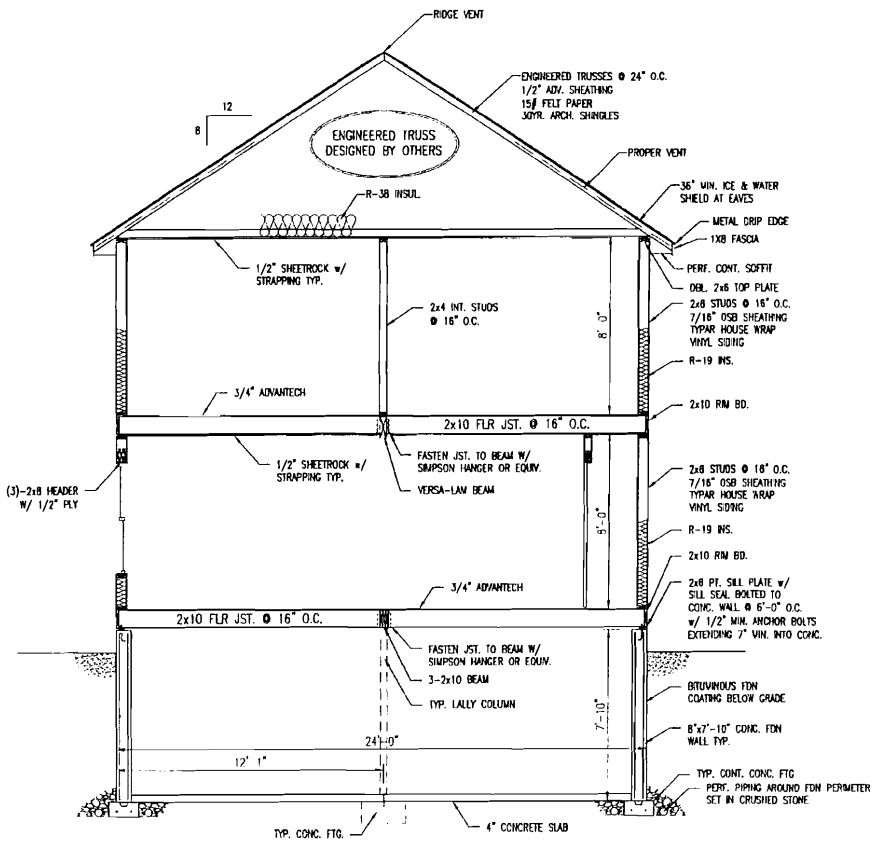 RIDGE VENT
ENGINEERED TRUSSES @ 24" O.C.
1/2" ADV. SHEATHING
15# FELT PAPER
30YR. ARCH. SHINGLES
12
8
ENGINEERED TRUSS
DESIGNED BY OTHERS
PROPER VENT
R-38 INSUL
36" MIN. ICE & WATER
SHIELD AT EAVES
METAL DRIP EDGE
1X8 FASCIA
1/2" SHEETROCK w/
STRAPPING TYP.
PERF. CONT. SOFFIT
DBL. 2x6 TOP PLATE
2x4 INT. STUDS
@ 16" O.C.
8'-0"
2x6 STUDS @ 16" O.C.
7/16" OSB SHEATHING
TYPAR HOUSE WRAP
VINYL SIDING
R-19 INS.
3/4" ADVANTECH
2x10 RIM BD.
2x10 FLR JST. @ 16" O.C.
1/2" SHEETROCK w/
STRAPPING TYP.
FASTEN JST. TO BEAM W/
SIMPSON HANGER OR EQUIV.
VERSA-LAM BEAM
(3)-2x8 HEADER
W/ 1/2" PLY
2x6 STUDS @ 16" O.C.
7/16" OSB SHEATHING
TYPAR HOUSE WRAP
VINYL SIDING
8'-0"
R-19 INS.
2x10 RIM BD.
3/4" ADVANTECH
2x6 PT. SILL PLATE w/
SILL SEAL BOLTED TO
CONC. WALL @ 6'-0" O.C.
w/ 1/2" MIN. ANCHOR BOLTS
EXTENDING 7" MIN. INTO CONC.
2x10 FLR JST. @ 16" O.C.
FASTEN JST. TO BEAM W/
SIMPSON HANGER OR EQUIV.
3-2x10 BEAM
TYP. LALLY COLUMN
BITUMINOUS FDN
COATING BELOW GRADE
7'-10"
8"x7'-10" CONC. FDN
WALL TYP.
24'-0"
12' 1"
TYP. CONT. CONC. FTG
PERF. PIPING AROUND FDN PERIMETER
SET IN CRUSHED STONE
TYP. CONC. FTG.
4" CONCRETE SLAB